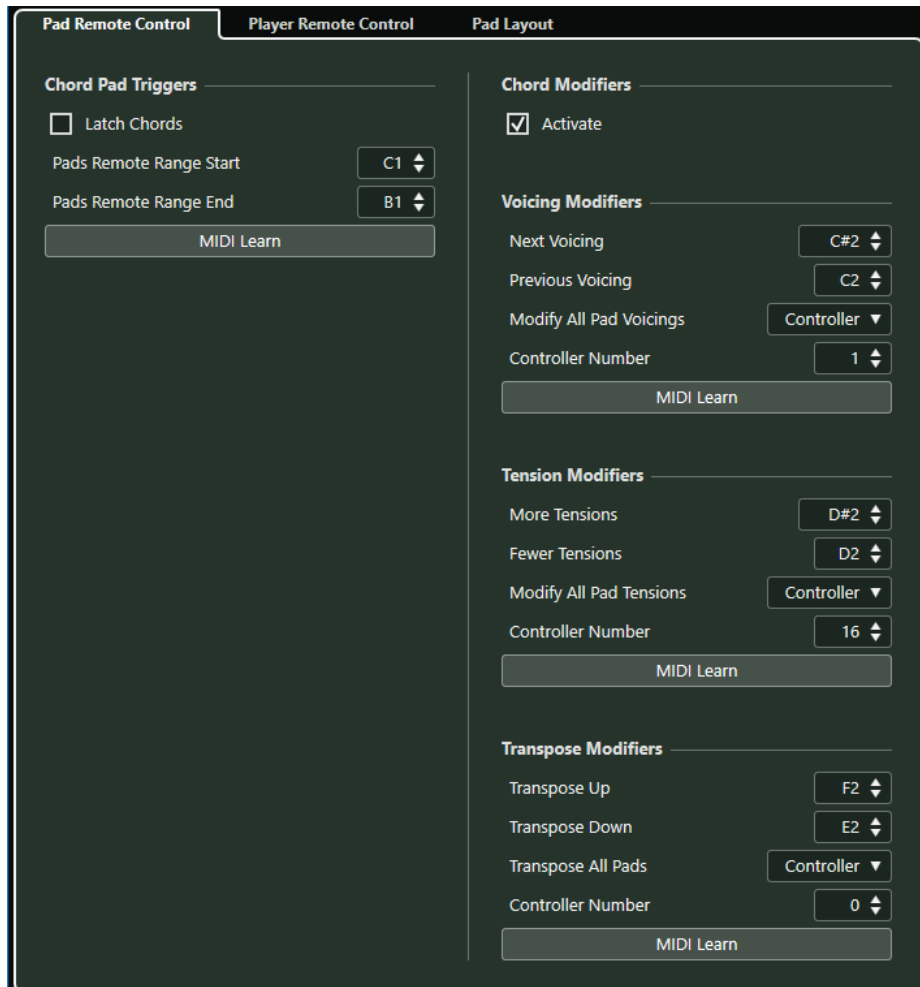 Pad Remote Control Player Remote Control Pad Layout
Chord Pad Triggers
Latch Chords
Pads Remote Range Start C1
Pads Remote Range End B1
MIDI Learn
Chord Modifiers
Activate
Voicing Modifiers
Next Voicing C#2
Previous Voicing C2
Modify All Pad Voicings Controller
Controller Number 1
MIDI Learn
Tension Modifiers
More Tensions D#2
Fewer Tensions D2
Modify All Pad Tensions Controller
Controller Number 16
MIDI Learn
Transpose Modifiers
Transpose Up F2
Transpose Down E2
Transpose All Pads Controller
Controller Number 0
MIDI Learn